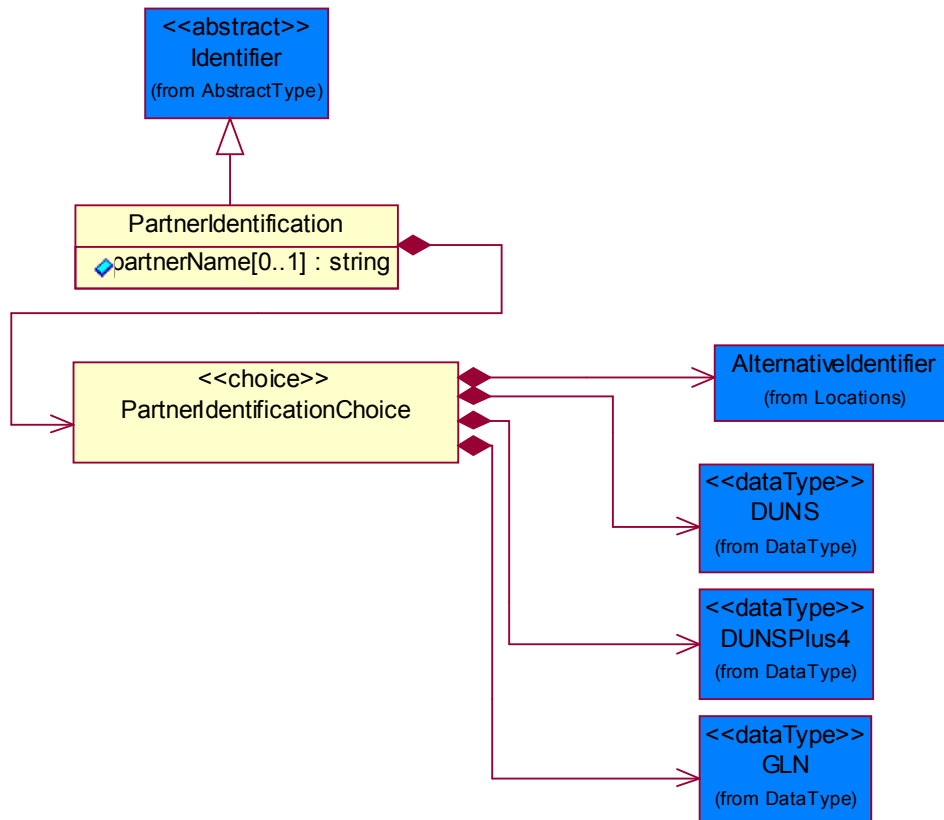 <<abstract>>
Identifier
(from AbstractType)
PartnerIdentification
partnerName[0..1] : string
<<choice>>
PartnerIdentificationChoice
AlternativeIdentifier
(from Locations)
<<dataType>>
DUNS
(from DataType)
<<dataType>>
DUNSPlus4
(from DataType)
<<dataType>>
GLN
(from DataType)